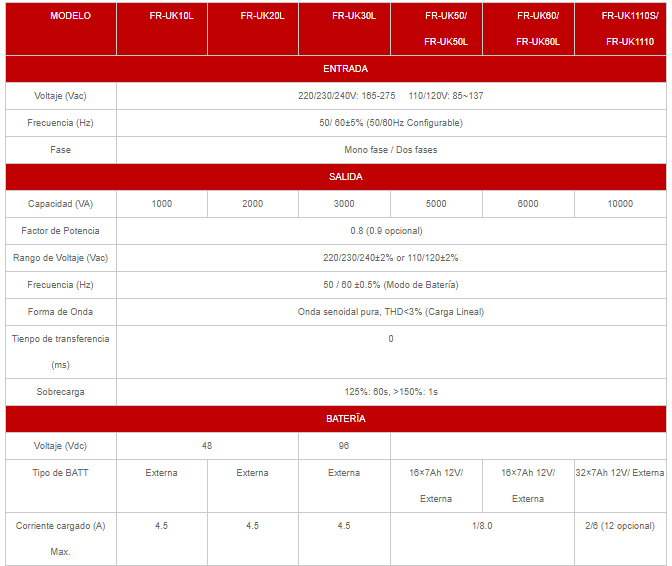 MODELO FR-UK10L FR-UK20L FR-UK30L FR-UK50/ FR-UK60/ FR-UK1110S/
FR-UK50L FR-UK60L FR-UK1110
ENTRADA
Voltaje (Vac) 220/230/240V: 165-275 110/120V: 85~137
Frecuencia (Hz) 50/ 60±5% (50/60Hz Configurable)
Fase Mono fase / Dos fases
SALIDA
Capacidad (VA) 1000 2000 3000 5000 6000 10000
Factor de Potencia 0.8 (0.9 opcional)
Rango de Voltaje (Vac) 220/230/240±2% or 110/120±2%
Frecuencia (Hz) 50 / 60 ±0.5% (Modo de Batería)
Forma de Onda Onda senoidal pura, THD<3% (Carga Lineal)
Tienpo de transferencia 0
(ms)
Sobrecarga 125%: 60s, >150%: 1s
BATERÍA
Voltaje (Vdc) 48 96
Tipo de BATT Externa Externa Externa 16×7Ah 12V/ 16×7Ah 12V/ 32×7Ah 12V/ Externa
Externa Externa
Corriente cargado (A) 4.5 4.5 4.5 1/8.0 2/6 (12 opcional)
Max.